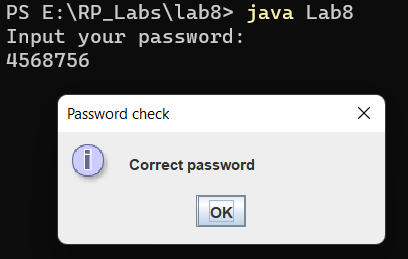 PS E:\RP_Labs\lab8> java Lab8
Input your password:
4568756
Password check
Correct password
OK